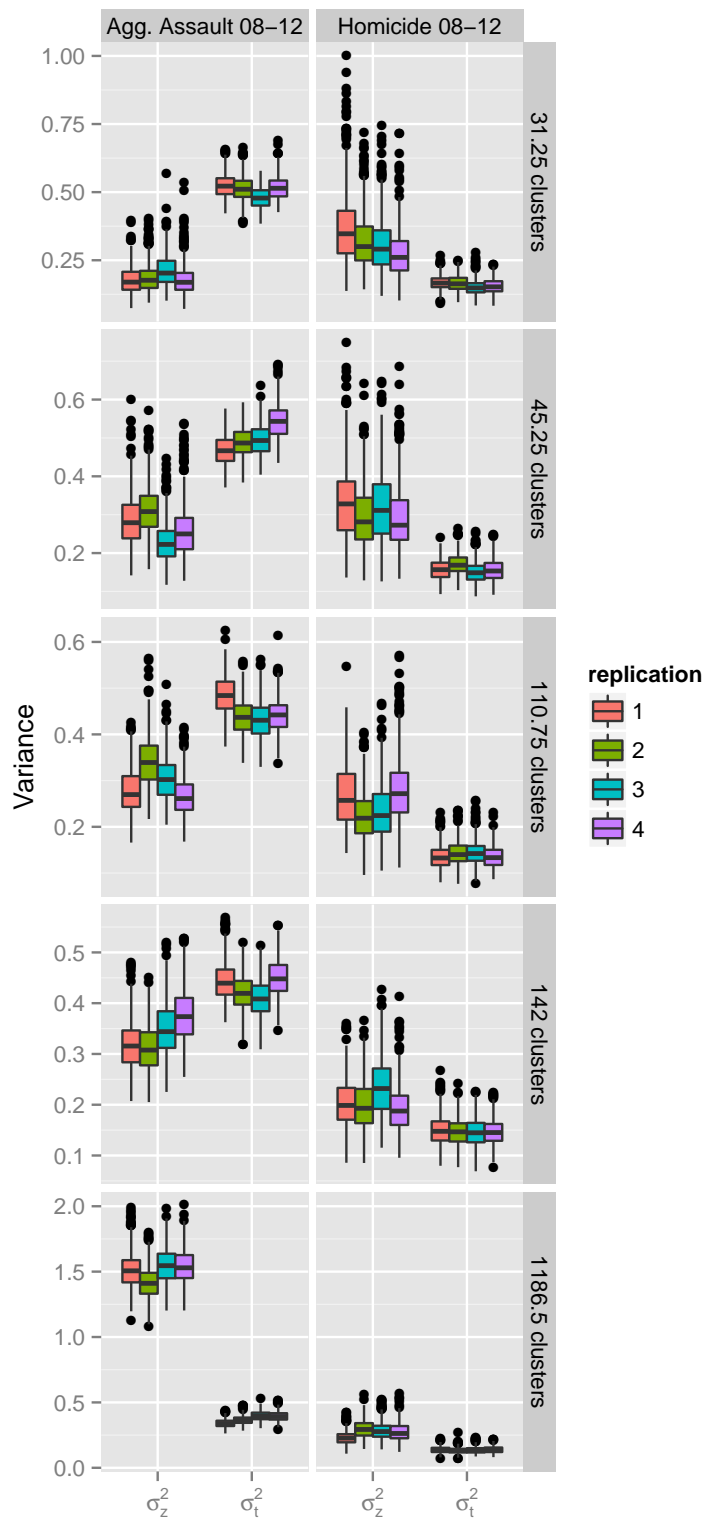 Agg. Assault 08−12 Homicide 08−12
1.00
0.75
0.50
0.25
31.25 clusters
0.6
0.4
0.2
45.25 clusters
0.6
0.4
0.2
110.75 clusters
0.5
0.4
0.3
0.2
0.1
142 clusters
2.0
1.5
1.0
0.5
0.0
1186.5 clusters
σ²z σ²t σ²z σ²t
Variance
replication
1
2
3
4